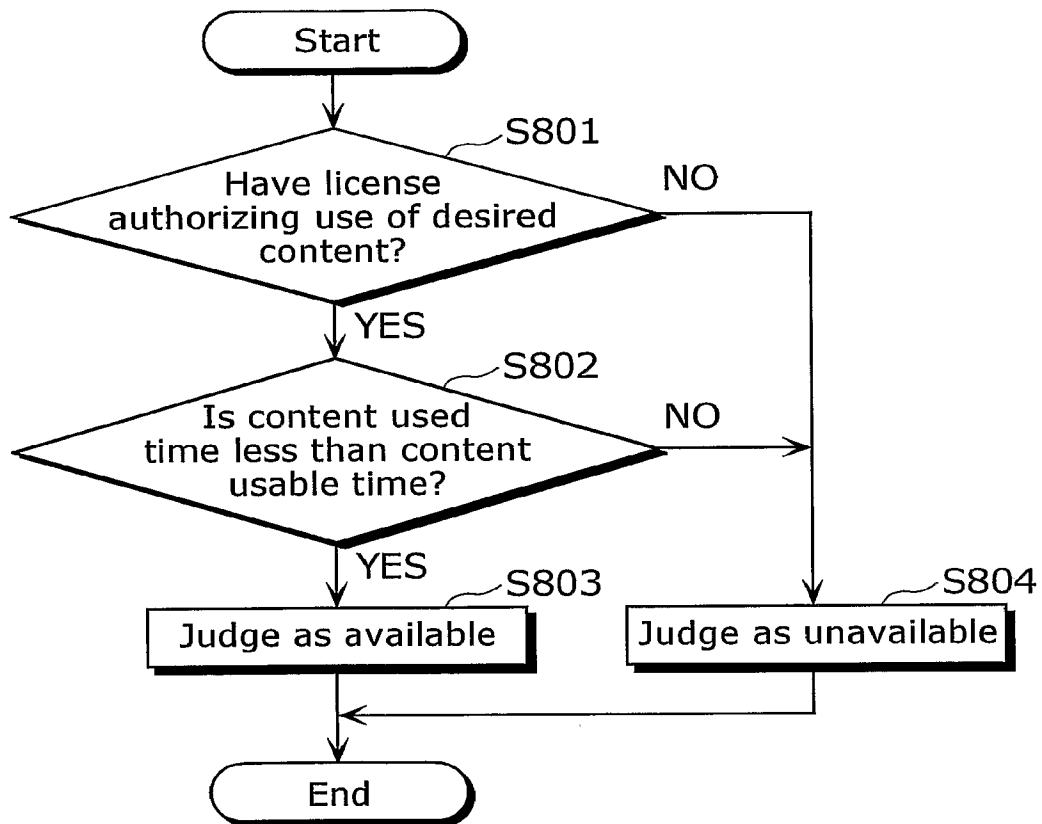 Start
S801
Have license
authorizing use of desired
content?
NO
YES
S802
Is content used
time less than content
usable time?
NO
YES
S803
Judge as available
S804
Judge as unavailable
End